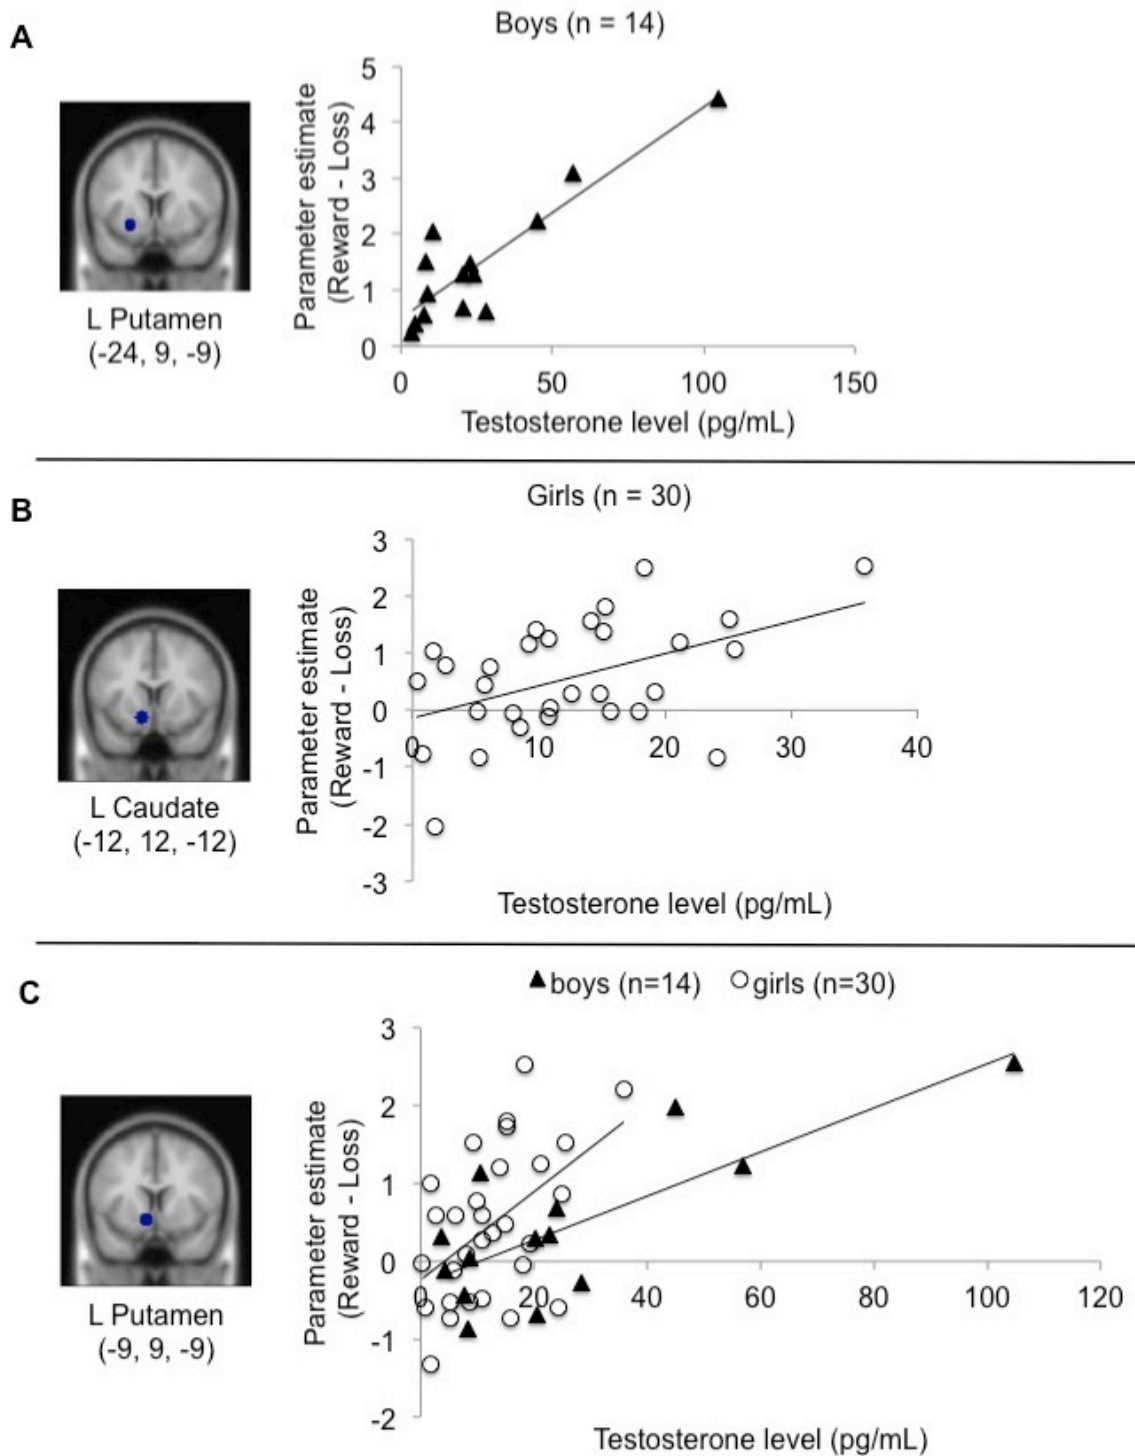 A
Boys (n = 14)
Parameter estimate
(Reward - Loss)
5
4
3
2
1
0
0 50 100 150
Testosterone level (pg/mL)
L Putamen
(-24, 9, -9)
B
Girls (n = 30)
Parameter estimate
(Reward - Loss)
3
2
1
0
-1
-2
-3
0 10 20 30 40
Testosterone level (pg/mL)
L Caudate
(-12, 12, -12)
C
boys (n=14) girls (n=30)
Parameter estimate
(Reward - Loss)
3
2
1
0
-1
-2
0 20 40 60 80 100 120
Testosterone level (pg/mL)
L Putamen
(-9, 9, -9)